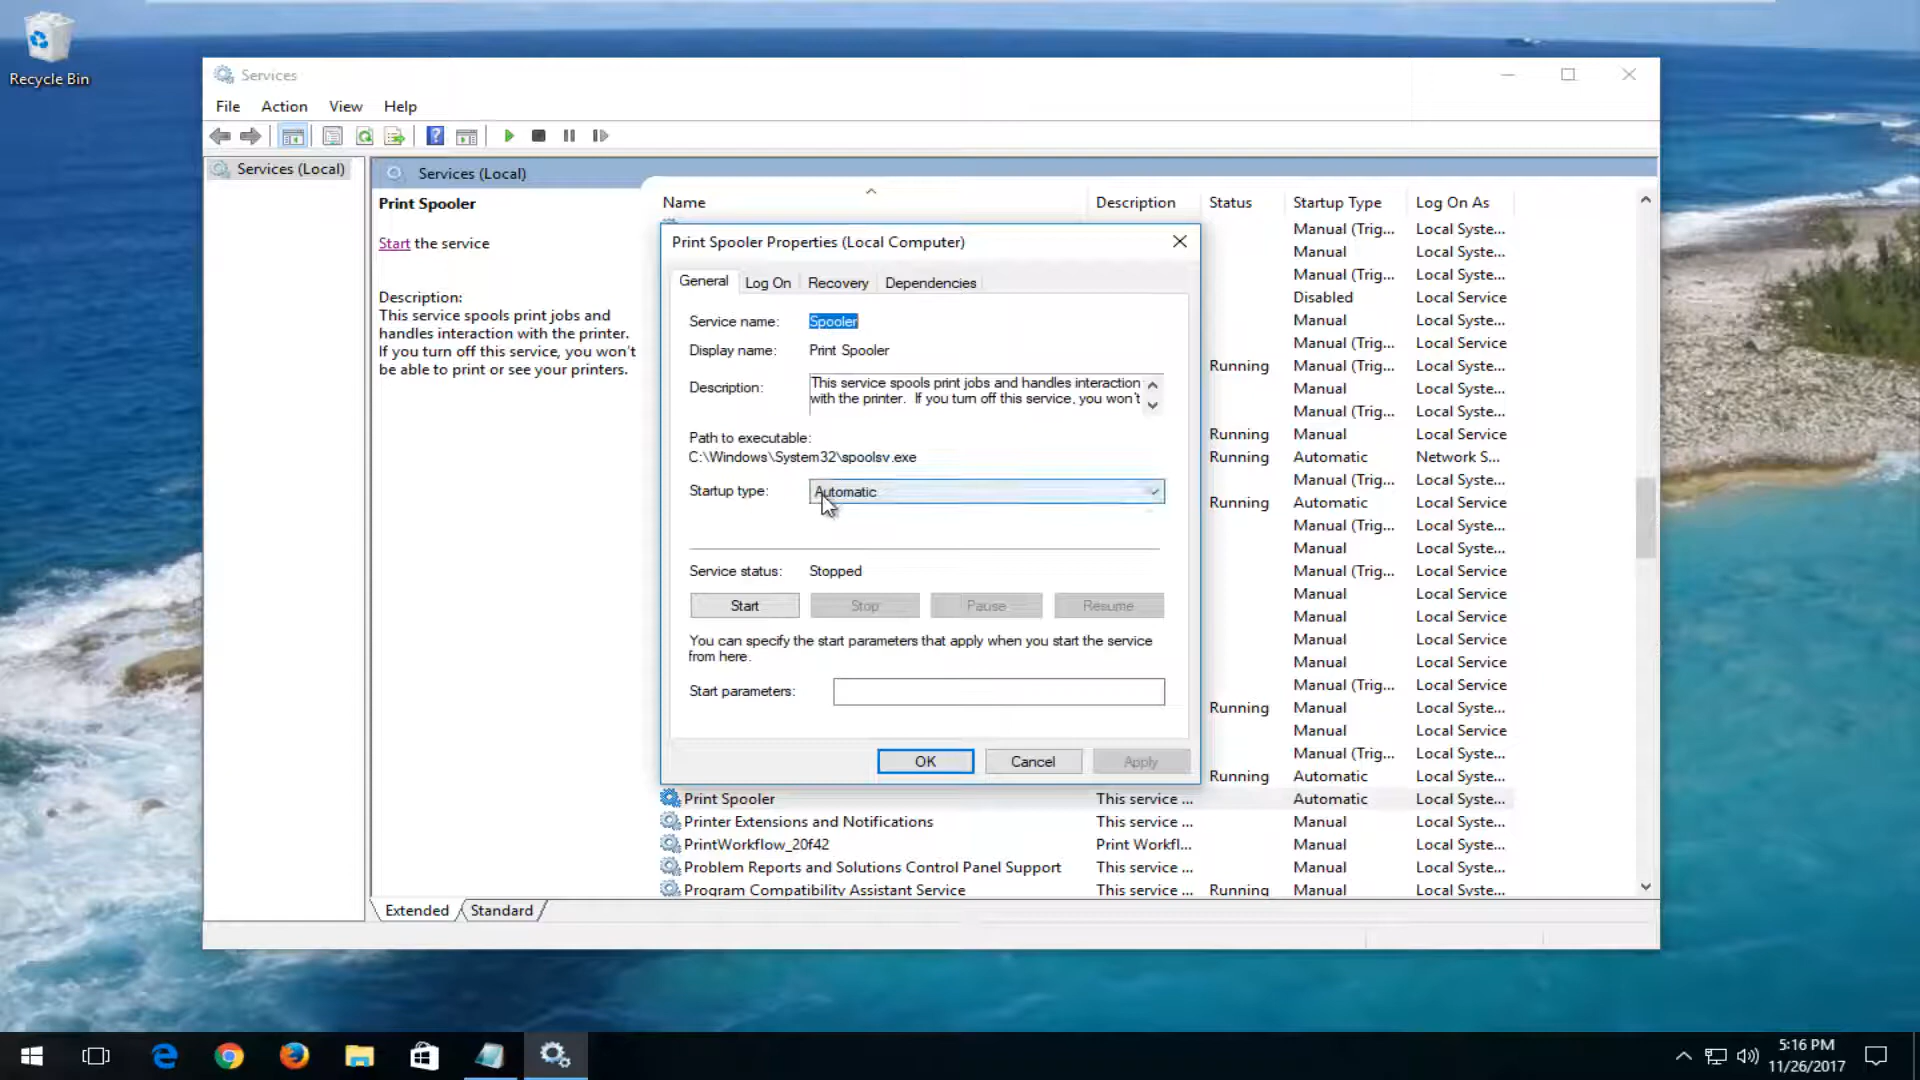 Recycle Bin
Services
File Action View Help
Services (Local)
Services (Local)
Print Spooler
Start the service
Description:
This service spools print jobs and
handles interaction with the printer.
If you turn off this service, you won't
be able to print or see your printers.
Name Description Status Startup Type Log On As
Manual (Trig... Local Syste...
Manual Local Syste...
Manual (Trig... Local Syste...
Disabled Local Service
Manual Local Syste...
Manual (Trig... Local Service
Running Manual (Trig... Local Syste...
Manual Local Syste...
Manual (Trig... Local Syste...
Running Manual Local Service
Running Automatic Network S...
Manual (Trig... Local Syste...
Running Automatic Local Service
Manual (Trig... Local Syste...
Manual Local Syste...
Manual (Trig... Local Service
Manual Local Service
Manual Local Syste...
Manual Local Service
Manual Local Service
Manual (Trig... Local Service
Running Manual Local Syste...
Manual Local Service
Manual (Trig... Local Syste...
Running Automatic Local Syste...
Print Spooler This service ... Automatic Local Syste...
Printer Extensions and Notifications This service ... Manual Local Syste...
PrintWorkflow_20f42 Print Workfl... Manual Local Syste...
Problem Reports and Solutions Control Panel Support This service ... Manual Local Syste...
Program Compatibility Assistant Service This service ... Running Manual Local Syste...
Print Spooler Properties (Local Computer)
General Log On Recovery Dependencies
Service name: Spooler
Display name: Print Spooler
Description: This service spools print jobs and handles interaction
with the printer. If you turn off this service, you won't
Path to executable:
C:\Windows\System32\spoolsv.exe
Startup type: Automatic
Service status: Stopped
Start Stop Pause Resume
You can specify the start parameters that apply when you start the service
from here.
Start parameters:
OK Cancel Apply
Extended Standard
5:16 PM
11/26/2017